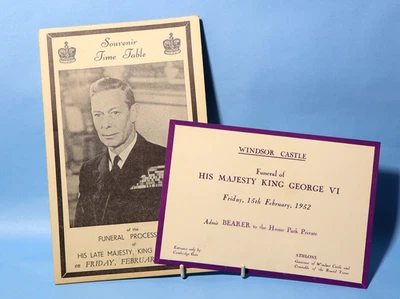 Souvenir
Time Table
of the
FUNERAL PROCESS
HIS LATE MAJESTY, KING
on FRIDAY, FEBRUAR
WINDSOR CASTLE
Funeral of
HIS MAJESTY KING GEORGE VI
Friday, 15th February, 1952
Admit BEARER to the Home Park Private
Entrance only by
Cambridge Gate
ATHLONE
Governor of Windsor Castle and
Constable of the Round Tower